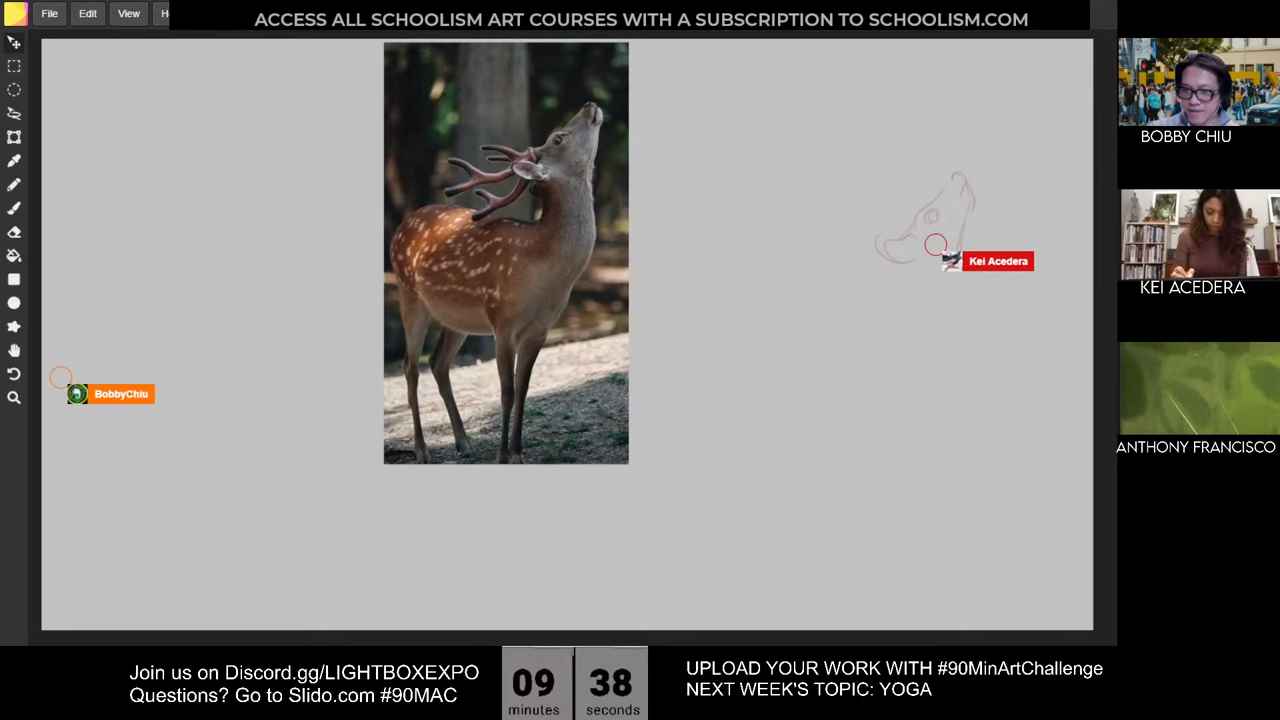 File Edit View H
ACCESS ALL SCHOOLISM ART COURSES WITH A SUBSCRIPTION TO SCHOOLISM.COM
BOBBY CHIU
Kei Acedera
KEI ACEDERA
BobbyChiu
ANTHONY FRANCISCO
Join us on Discord.gg/LIGHTBOXEXPO
Questions? Go to Slido.com #90MAC
09 38
minutes seconds
UPLOAD YOUR WORK WITH #90MinArtChallenge
NEXT WEEK'S TOPIC: YOGA